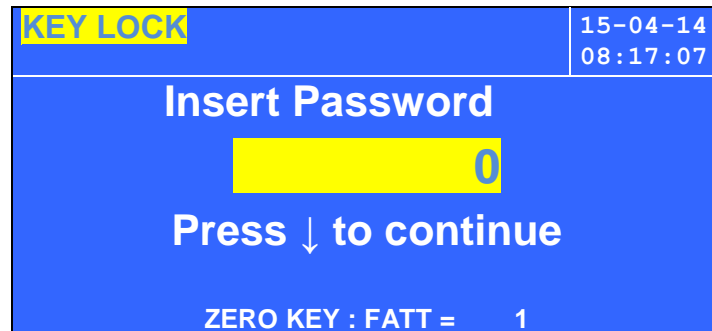 KEY LOCK
15-04-14
08:17:07
Insert Password
0
Press ↓ to continue
ZERO KEY : FATT = 1